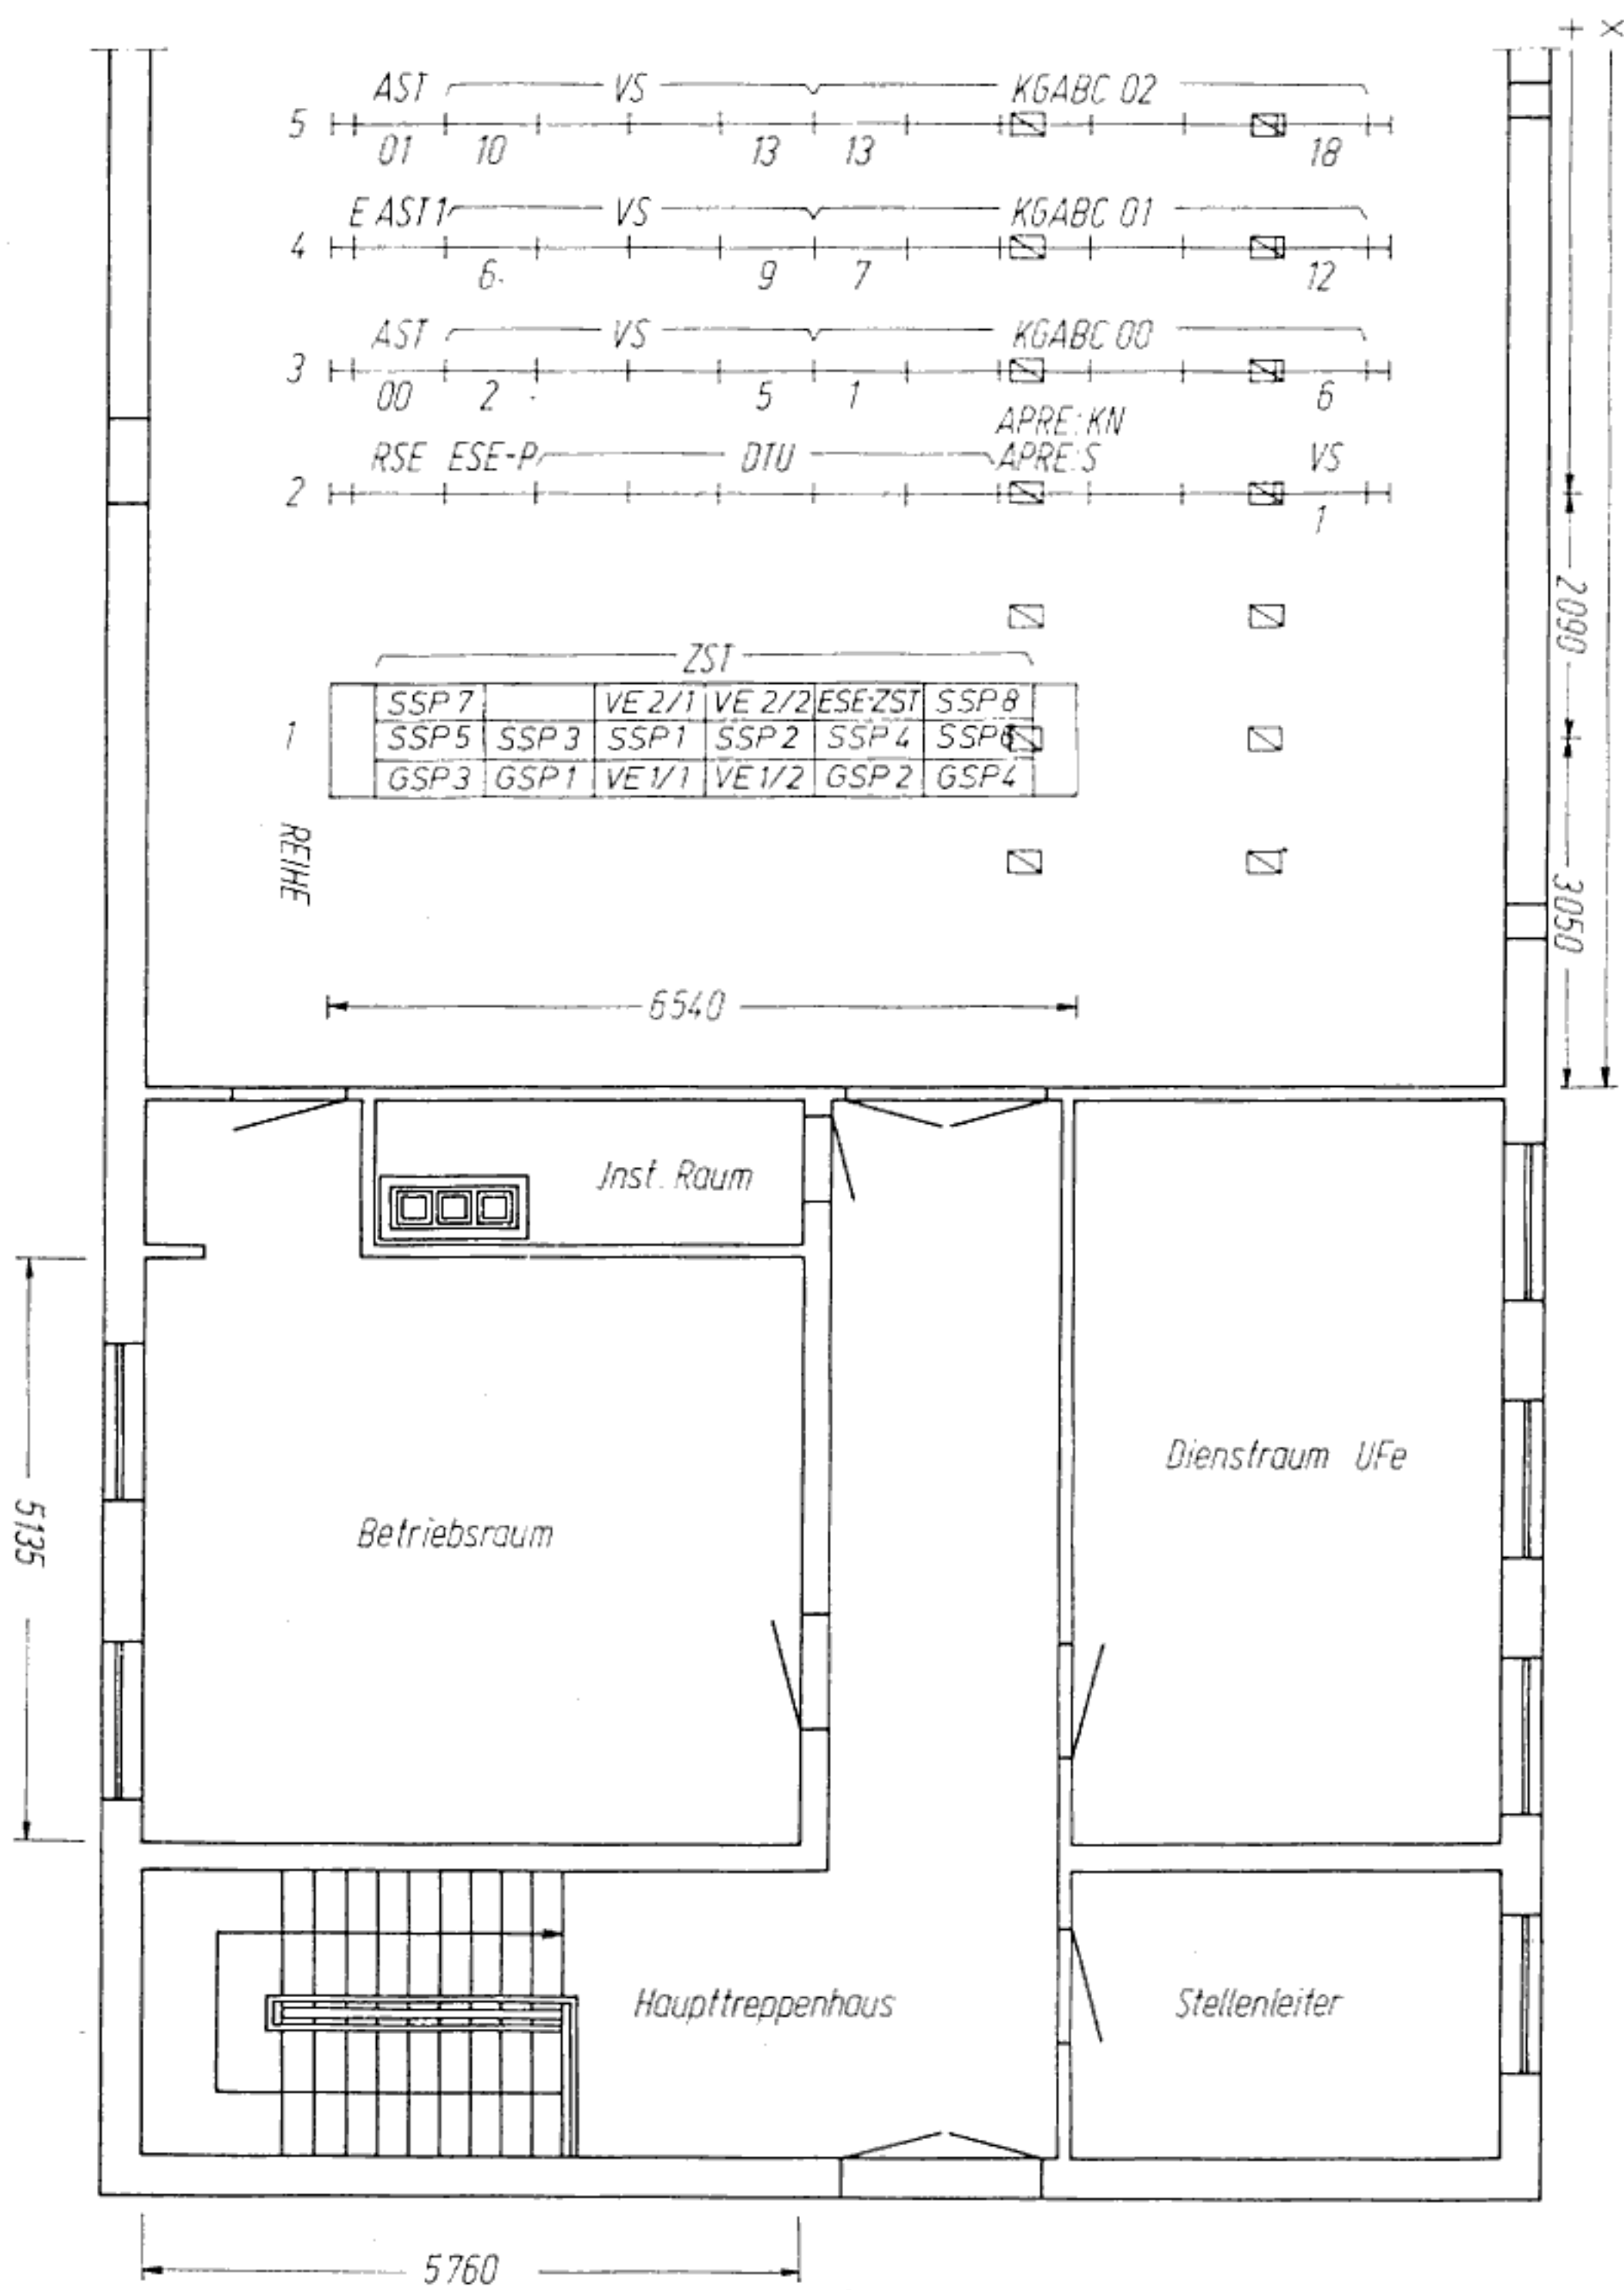 AST VS KGABC 02
5
01 10 13 13 18
E AST 1 VS KGABC 01
4
6 9 7 12
AST VS KGABC 00
3
00 2 5 1 6
APRE:KN
RSE ESE-P DTU APRE:S VS
2
1
2090
ZST
SSP 7 VE 2/1 VE 2/2 ESE-ZST SSP 8
1 SSP 5 SSP 3 SSP 1 SSP 2 SSP 4 SSP 6
GSP 3 GSP 1 VE 1/1 VE 1/2 GSP 2 GSP 4
REIHE
3050
6540
Jnst. Raum
Dienstraum UFe
Betriebsraum
5135
Haupttreppenhaus
Stellenleiter
5760